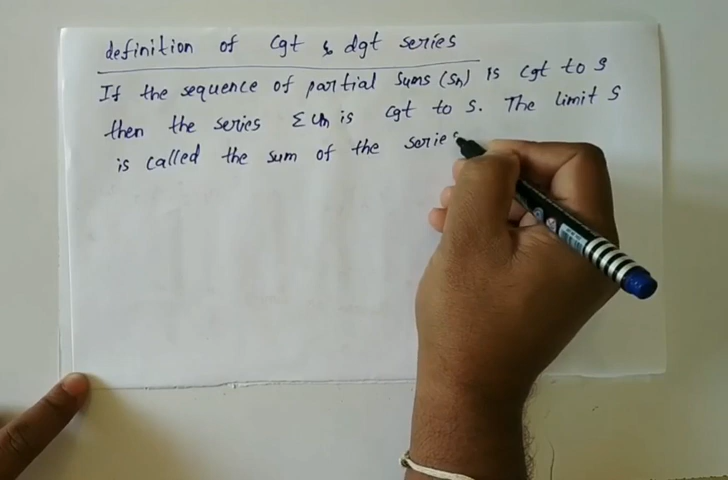 definition of Cgt & dgt series
If the sequence of partial sums (Sn) is cgt to S
then the series Σun is cgt to S. The limit S
is called the sum of the series